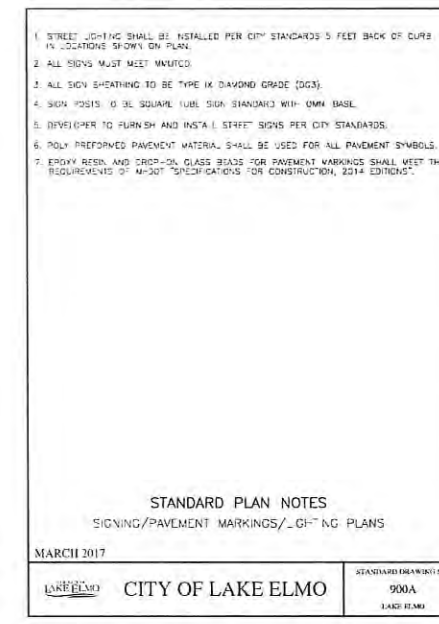 1. STREET LIGHTING SHALL BE INSTALLED PER CITY STANDARDS 5 FEET BACK OF CURB
IN LOCATIONS SHOWN ON PLAN.
2. ALL SIGNS MUST MEET MMUTCD.
3. ALL SIGN SHEATHING TO BE TYPE IX DIAMOND GRADE (DG3).
4. SIGN POSTS TO BE SQUARE TUBE SIGN STANDARD WITH OMNI BASE.
5. DEVELOPER TO FURNISH AND INSTALL STREET SIGNS PER CITY STANDARDS.
6. POLY PREFORMED PAVEMENT MATERIAL SHALL BE USED FOR ALL PAVEMENT SYMBOLS.
7. EPOXY RESIN AND DROP-ON GLASS BEADS FOR PAVEMENT MARKINGS SHALL MEET TH
REQUIREMENTS OF MNDOT "SPECIFICATIONS FOR CONSTRUCTION, 2014 EDITIONS".
STANDARD PLAN NOTES
SIGNING/PAVEMENT MARKINGS/LIGHTING PLANS
MARCH 2017
LAKE ELMO
CITY OF LAKE ELMO
STANDARD DRAWING
900A
LAKE ELMO